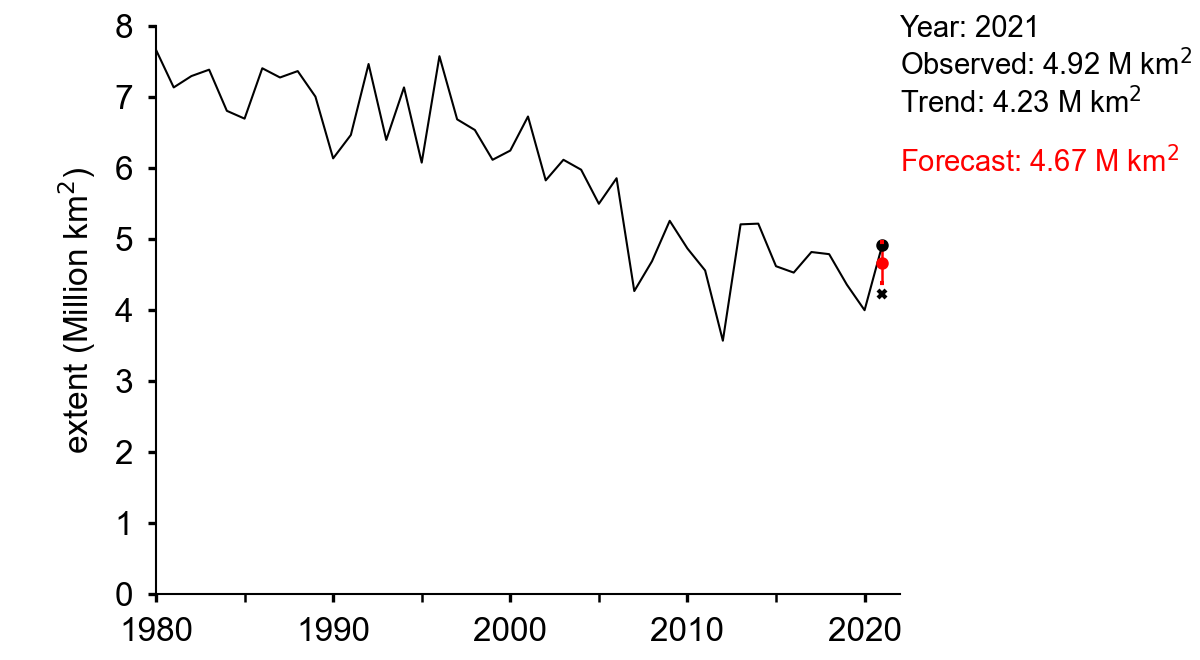 Year: 2021
Observed: 4.92 M km²
Trend: 4.23 M km²
Forecast: 4.67 M km²
extent (Million km²)
8
7
6
5
4
3
2
1
0
1980 1990 2000 2010 2020